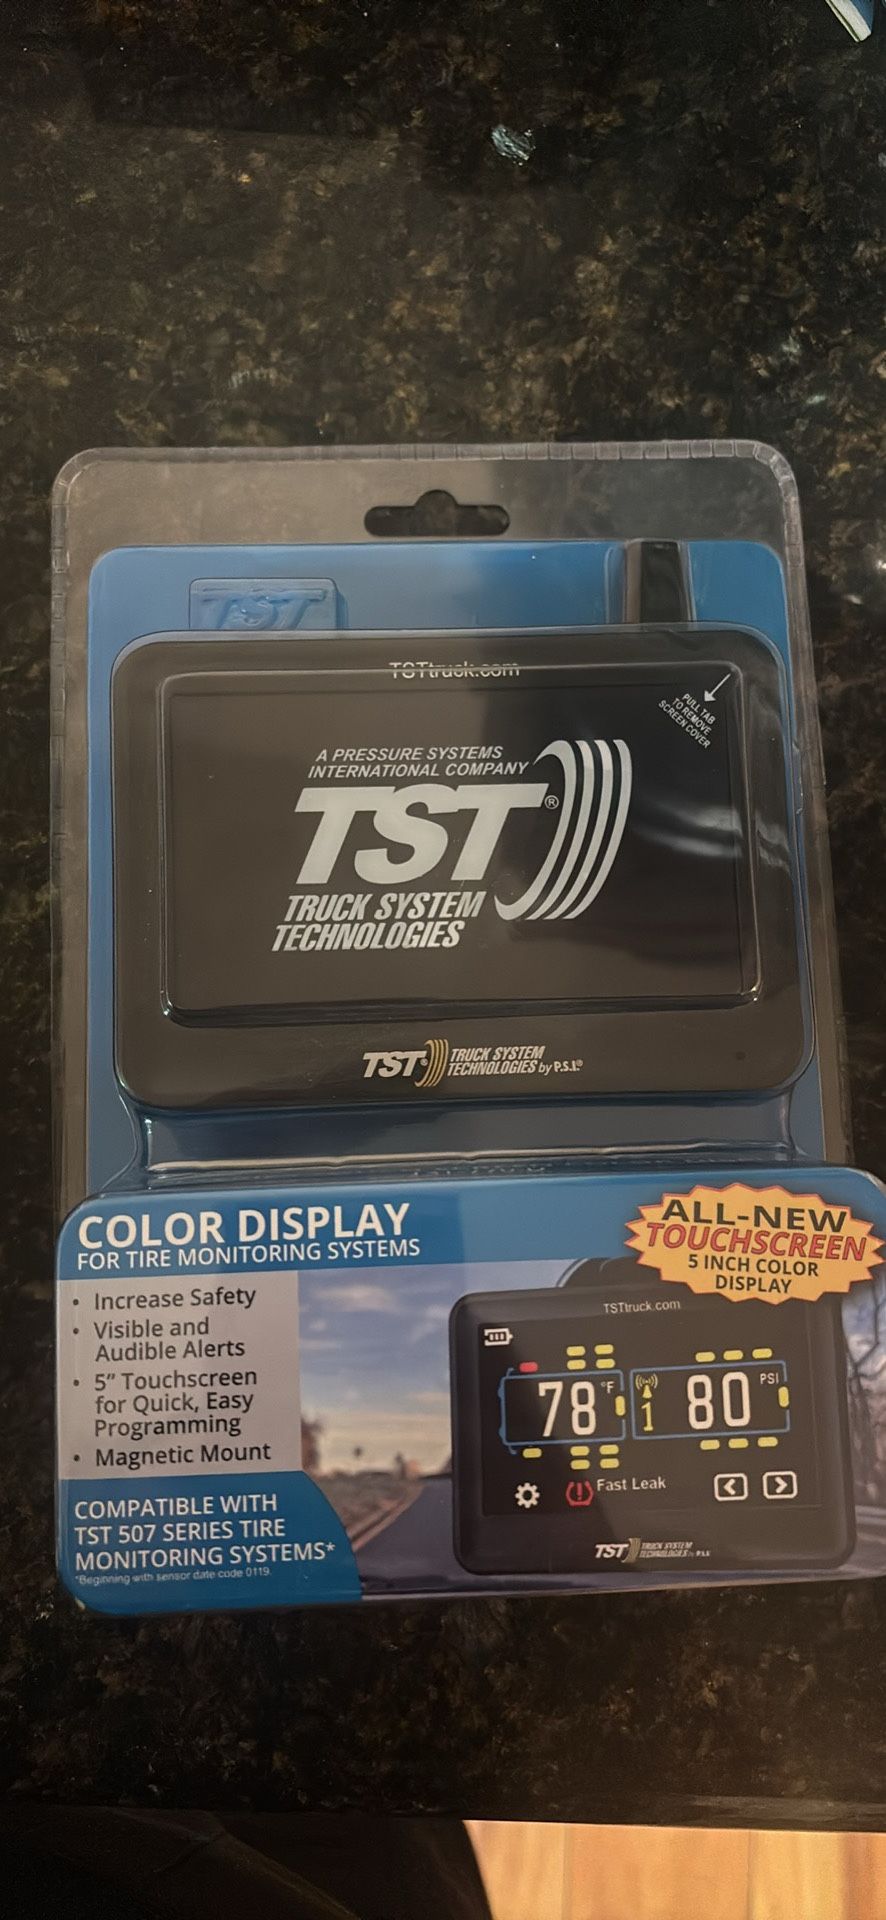 TST
TSTtruck.com
PULL TAB
TO REMOVE
SCREEN COVER
A PRESSURE SYSTEMS
INTERNATIONAL COMPANY
TST®
TRUCK SYSTEM
TECHNOLOGIES
TST® TRUCK SYSTEM
TECHNOLOGIES by P.S.I.®
COLOR DISPLAY
FOR TIRE MONITORING SYSTEMS
• Increase Safety
• Visible and
Audible Alerts
• 5" Touchscreen
for Quick, Easy
Programming
• Magnetic Mount
COMPATIBLE WITH
TST 507 SERIES TIRE
MONITORING SYSTEMS*
*Beginning with sensor date code 0119.
ALL-NEW
TOUCHSCREEN
5 INCH COLOR
DISPLAY
TSTtruck.com
78 °F 1 80 PSI
Fast Leak
TST TRUCK SYSTEM
TECHNOLOGIES by P.S.I.